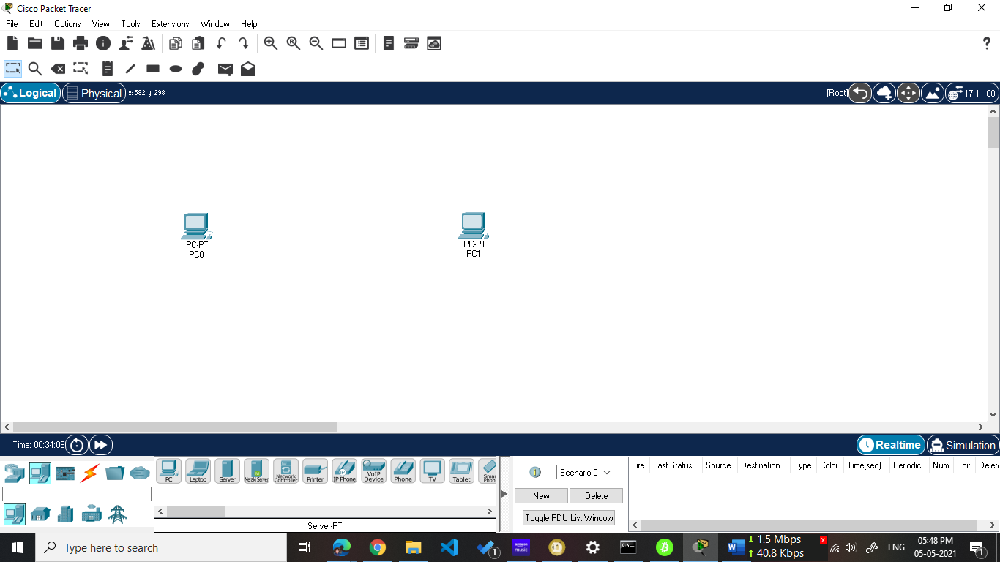 Cisco Packet Tracer
File Edit Options View Tools Extensions Window Help
?
Logical Physical x: 582, y: 298 [Root] 17:11:00
PC-PT
PC0
PC-PT
PC1
Time: 00:34:09 Realtime Simulation
PC Laptop Server Meraki Server Network Controller Printer IP Phone VoIP Device Phone TV Tablet
Server-PT
Scenario 0
New Delete
Toggle PDU List Window
Fire Last Status Source Destination Type Color Time(sec) Periodic Num Edit Delet
Type here to search
1
amazon music
1.5 Mbps
40.8 Kbps
ENG
05:48 PM
05-05-2021
1